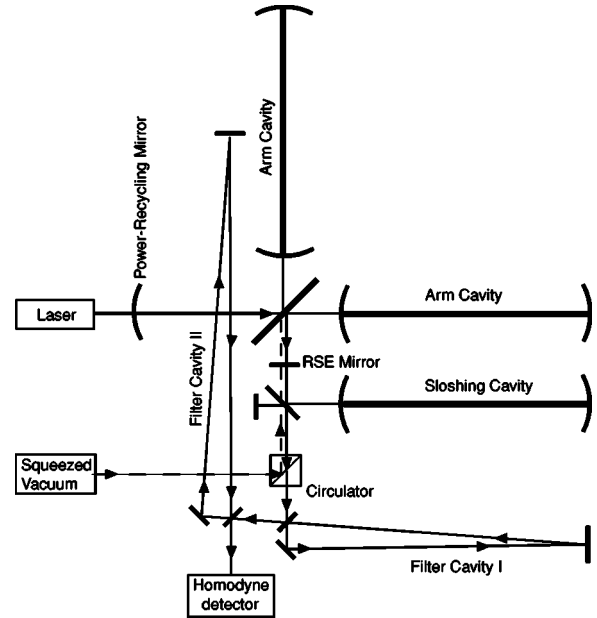 Power-Recycling Mirror
Arm Cavity
Laser
Arm Cavity
Filter Cavity II
RSE Mirror
Sloshing Cavity
Squeezed
Vacuum
Circulator
Filter Cavity I
Homodyne
detector